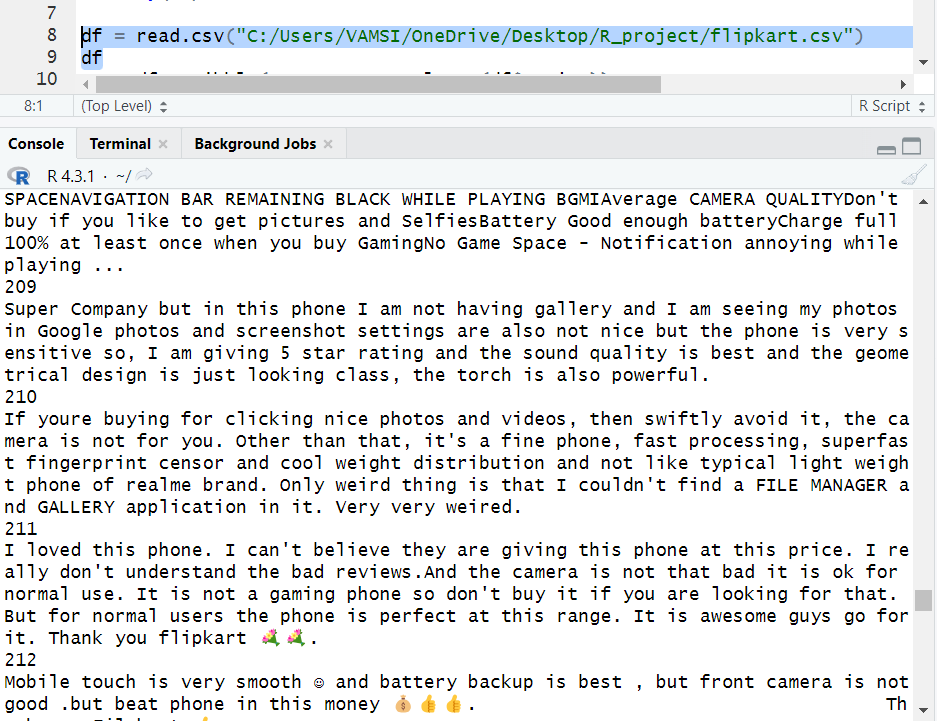 7
8 df = read.csv("C:/Users/VAMSI/OneDrive/Desktop/R_project/flipkart.csv")
9 df
10
8:1 (Top Level) R Script
Console Terminal Background Jobs
R 4.3.1 · ~/
SPACENAVIGATION BAR REMAINING BLACK WHILE PLAYING BGMIAverage CAMERA QUALITYDon't
buy if you like to get pictures and SelfiesBattery Good enough batteryCharge full
100% at least once when you buy GamingNo Game Space - Notification annoying while
playing ...
209
Super Company but in this phone I am not having gallery and I am seeing my photos
in Google photos and screenshot settings are also not nice but the phone is very s
ensitive so, I am giving 5 star rating and the sound quality is best and the geome
trical design is just looking class, the torch is also powerful.
210
If youre buying for clicking nice photos and videos, then swiftly avoid it, the ca
mera is not for you. Other than that, it's a fine phone, fast processing, superfas
t fingerprint censor and cool weight distribution and not like typical light weigh
t phone of realme brand. Only weird thing is that I couldn't find a FILE MANAGER a
nd GALLERY application in it. Very very weired.
211
I loved this phone. I can't believe they are giving this phone at this price. I re
ally don't understand the bad reviews.And the camera is not that bad it is ok for
normal use. It is not a gaming phone so don't buy it if you are looking for that.
But for normal users the phone is perfect at this range. It is awesome guys go for
it. Thank you flipkart 💐💐.
212
Mobile touch is very smooth ☺ and battery backup is best , but front camera is not
good .but beat phone in this money 💰👍👍. Th